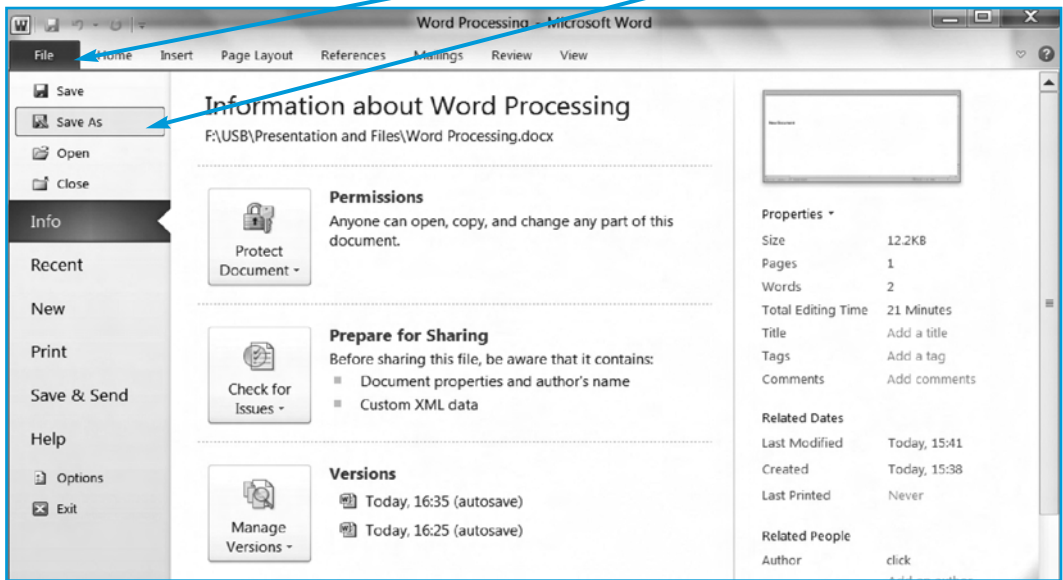 Word Processing - Microsoft Word
File Home Insert Page Layout References Mailings Review View
Save
Save As
Open
Close
Info
Recent
New
Print
Save & Send
Help
Options
Exit
Information about Word Processing
F:\USB\Presentation and Files\Word Processing.docx
Protect
Document
Permissions
Anyone can open, copy, and change any part of this
document.
Check for
Issues
Prepare for Sharing
Before sharing this file, be aware that it contains:
Document properties and author's name
Custom XML data
Manage
Versions
Versions
Today, 16:35 (autosave)
Today, 16:25 (autosave)
Properties
Size 12.2KB
Pages 1
Words 2
Total Editing Time 21 Minutes
Title Add a title
Tags Add a tag
Comments Add comments
Related Dates
Last Modified Today, 15:41
Created Today, 15:38
Last Printed Never
Related People
Author click